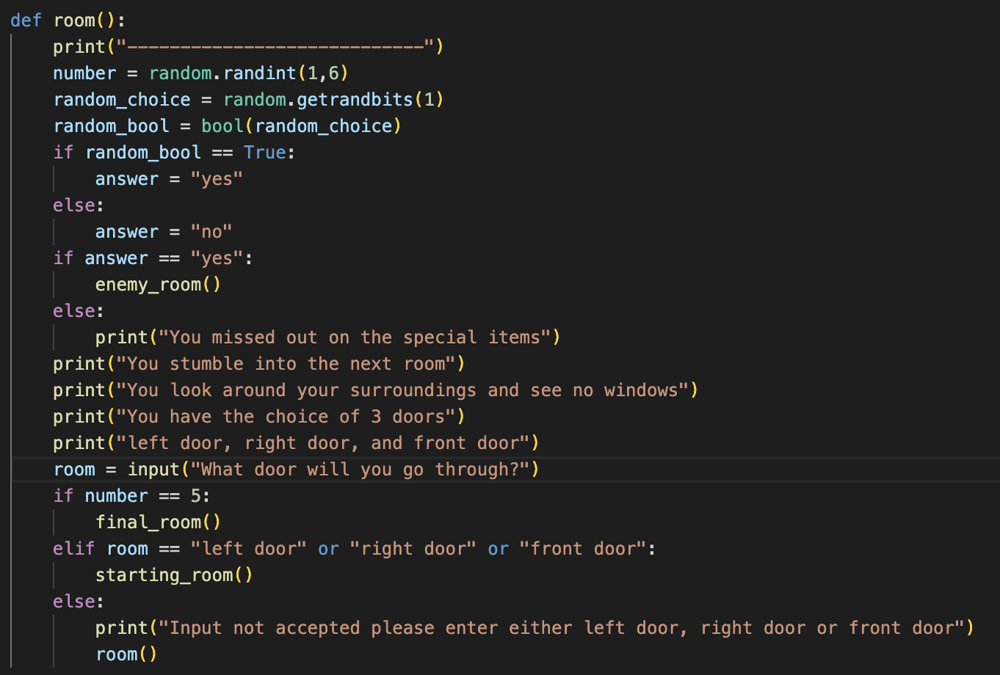 def room():
    print("––––––––––––––––––––––––––––")
    number = random.randint(1,6)
    random_choice = random.getrandbits(1)
    random_bool = bool(random_choice)
    if random_bool == True:
        answer = "yes"
    else:
        answer = "no"
    if answer == "yes":
        enemy_room()
    else:
        print("You missed out on the special items")
    print("You stumble into the next room")
    print("You look around your surroundings and see no windows")
    print("You have the choice of 3 doors")
    print("left door, right door, and front door")
    room = input("What door will you go through?")
    if number == 5:
        final_room()
    elif room == "left door" or "right door" or "front door":
        starting_room()
    else:
        print("Input not accepted please enter either left door, right door or front door")
        room()